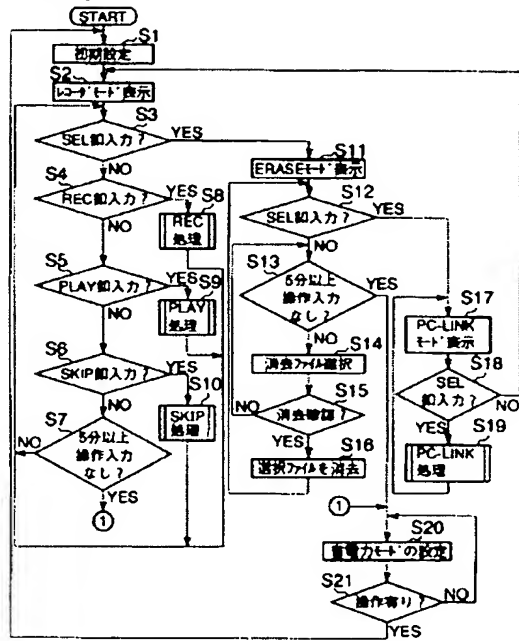 START
S1
初期設定
S2
レコーダモード表示
S3
SEL釦入力?
YES
NO
S4
REC釦入力?
YES
NO
S8
REC
処理
S5
PLAY釦入力?
YES
NO
S9
PLAY
処理
S6
SKIP釦入力?
YES
NO
S10
SKIP
処理
S7
5分以上
操作入力
なし?
NO
YES
①
S11
ERASEモード表示
S12
SEL釦入力?
YES
NO
S13
5分以上
操作入力
なし?
YES
NO
S14
消去ファイル選択
S15
消去確認?
NO
YES
S16
選択ファイルを消去
S17
PC-LINK
モード表示
S18
SEL
釦入力?
NO
YES
S19
PC-LINK
処理
①
S20
省電力モードの設定
S21
操作有り?
NO
YES